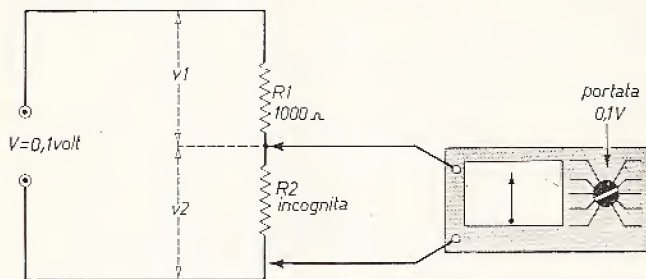 v1
R1
1000 Ω
portata
0,1V
V=0,1volt
v2
R2
incognita